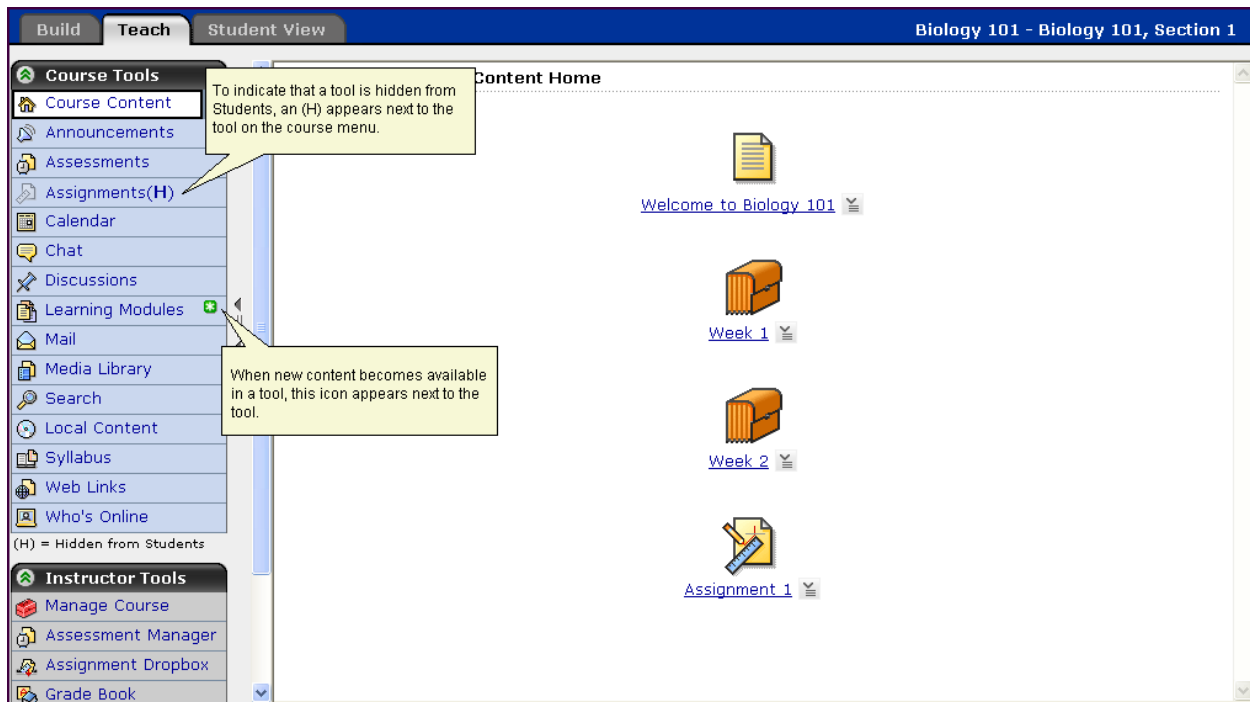 Build Teach Student View Biology 101 - Biology 101, Section 1
Course Tools
Content Home
To indicate that a tool is hidden from
Students, an (H) appears next to the
tool on the course menu.
Course Content
Announcements
Assessments
Assignments(H)
Calendar
Chat
Discussions
Learning Modules
Mail
Media Library
Search
Local Content
Syllabus
Web Links
Who's Online
(H) = Hidden from Students
When new content becomes available
in a tool, this icon appears next to the
tool.
Instructor Tools
Manage Course
Assessment Manager
Assignment Dropbox
Grade Book
Welcome to Biology 101
Week 1
Week 2
Assignment 1